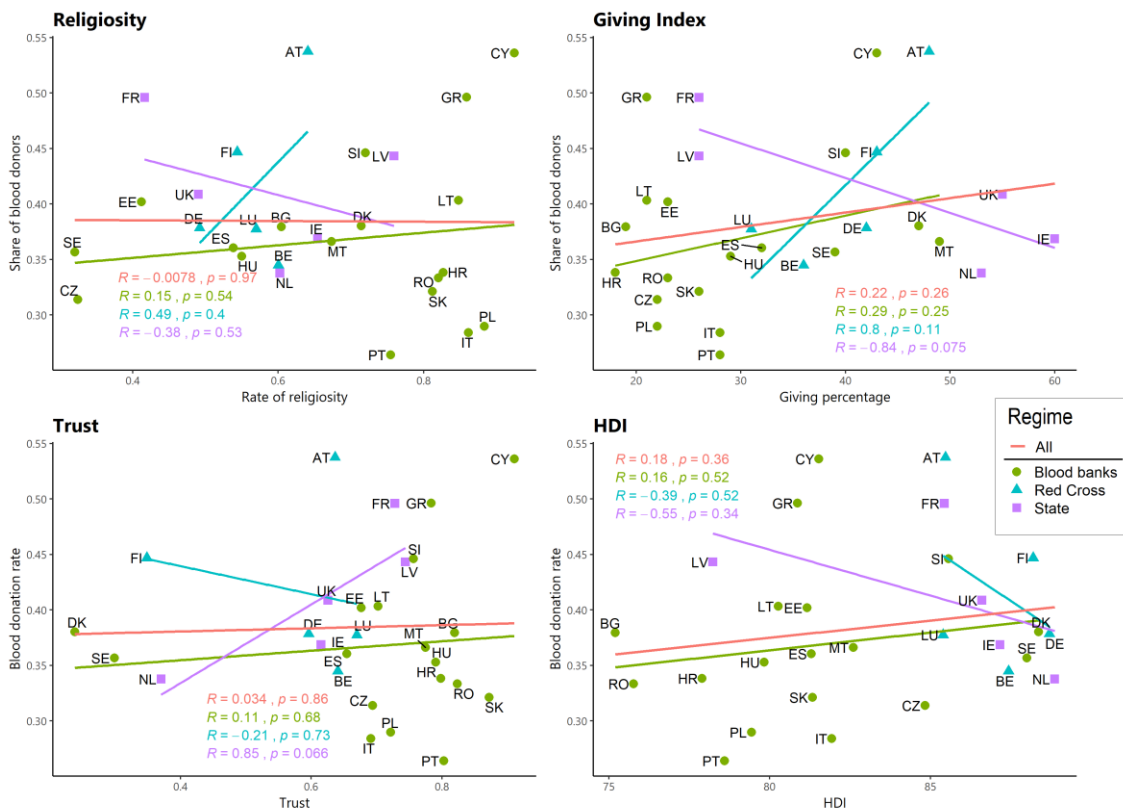 Religiosity
Share of blood donors
0.55
0.50
0.45
0.40
0.35
0.30
AT
CY
FR
GR
FI
SI
LV
UK
EE
LT
DE
LU
BG
DK
IE
SE
ES
MT
HU
BE
NL
HR
RO
CZ
SK
PL
IT
PT
R = −0.0078 , p = 0.97
R = 0.15 , p = 0.54
R = 0.49 , p = 0.4
R = −0.38 , p = 0.53
0.4 0.6 0.8
Rate of religiosity
Giving Index
Share of blood donors
0.55
0.50
0.45
0.40
0.35
0.30
AT
CY
GR
FR
LV
SI
FI
LT
EE
UK
BG
LU
DE
DK
ES
IE
HU
SE
MT
BE
HR
RO
NL
CZ
SK
PL
IT
PT
R = 0.22 , p = 0.26
R = 0.29 , p = 0.25
R = 0.8 , p = 0.11
R = −0.84 , p = 0.075
20 30 40 50 60
Giving percentage
Trust
Blood donation rate
0.55
0.50
0.45
0.40
0.35
0.30
AT
CY
FR
GR
FI
SI
LV
UK
EE
LT
DK
DE
LU
BG
IE
MT
HU
SE
ES
NL
BE
HR
RO
CZ
SK
PL
IT
PT
R = 0.034 , p = 0.86
R = 0.11 , p = 0.68
R = −0.21 , p = 0.73
R = 0.85 , p = 0.066
0.4 0.6 0.8
Trust
HDI
Blood donation rate
0.55
0.50
0.45
0.40
0.35
0.30
R = 0.18 , p = 0.36
R = 0.16 , p = 0.52
R = −0.39 , p = 0.52
R = −0.55 , p = 0.34
CY
AT
GR
FR
LV
SI
FI
LT
EE
UK
BG
LU
DK
DE
IE
MT
ES
HU
SE
RO
HR
BE
NL
SK
CZ
PL
IT
PT
75 80 85
HDI
Regime
All
Blood banks
Red Cross
State